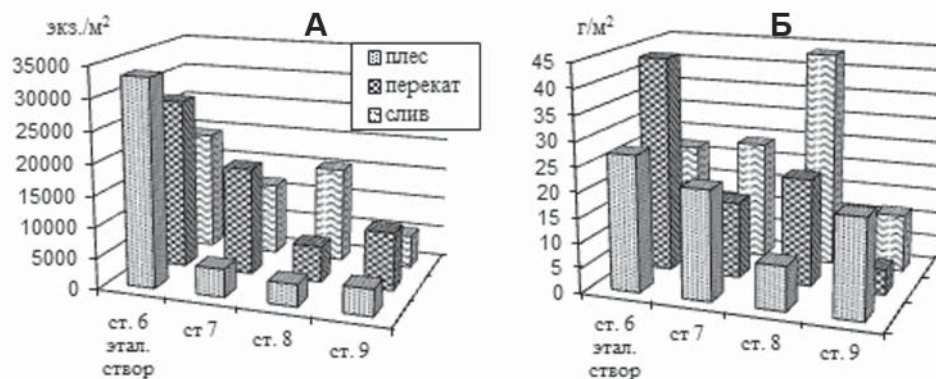 А
экз./м²
35000
30000
25000
20000
15000
10000
5000
0
плес
перекат
слив
ст. 6
этал.
створ
ст 7
ст. 8
ст. 9
Б
г/м²
45
40
35
30
25
20
15
10
5
0
ст. 6
этал.
створ
ст 7
ст. 8
ст. 9